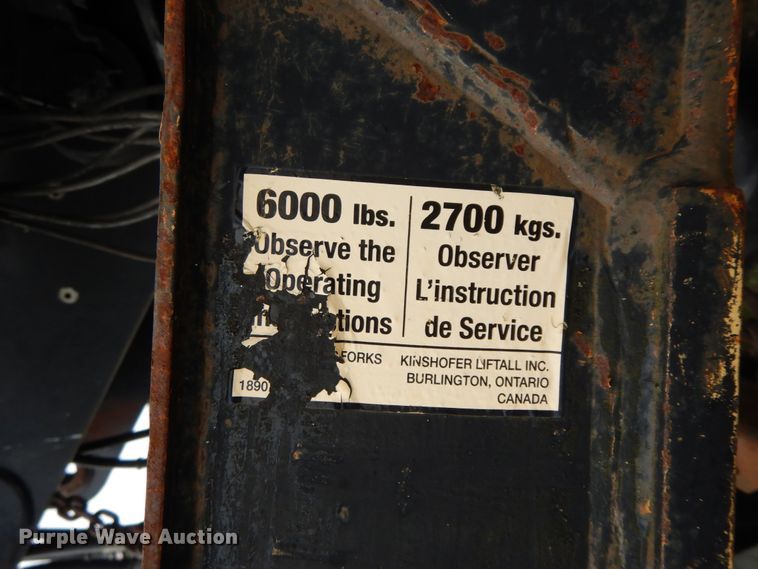 6000 lbs.
Observe the
Operating
2700 kgs.
Observer
L'instruction
de Service
FORKS
1890
KINSHOFER LIFTALL INC.
BURLINGTON, ONTARIO
CANADA
Purple Wave Auction